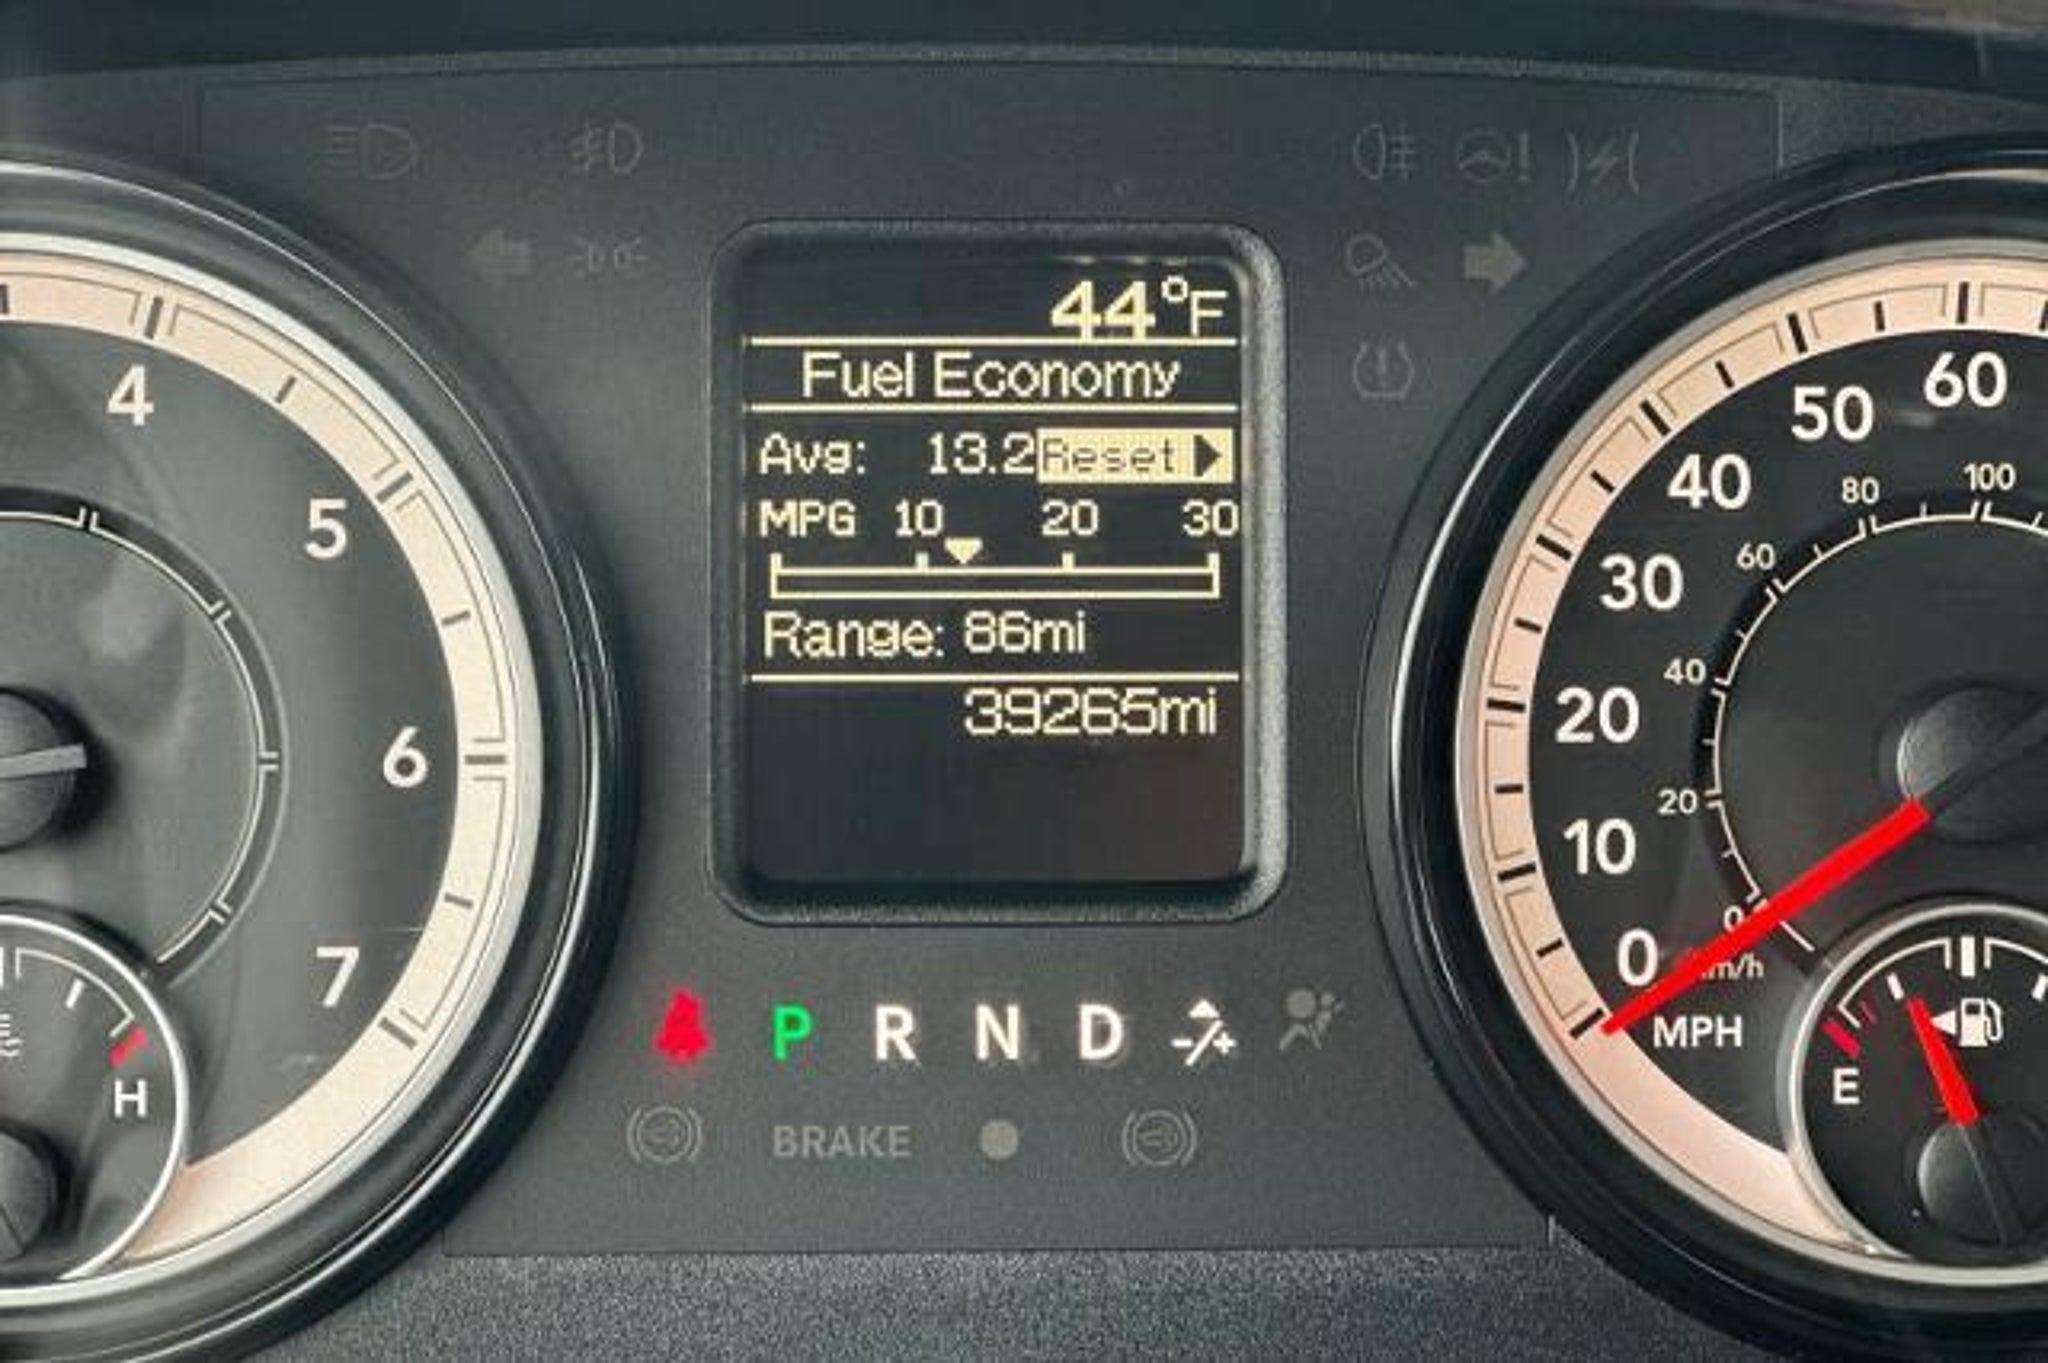 44°F
Fuel Economy
Avg: 13.2 Reset
MPG 10 20 30
Range: 86mi
39265mi
4
5
6
7
H
P R N D -/+
BRAKE
60
50
40
30
20
10
0
MPH
100
80
60
40
20
0
km/h
E